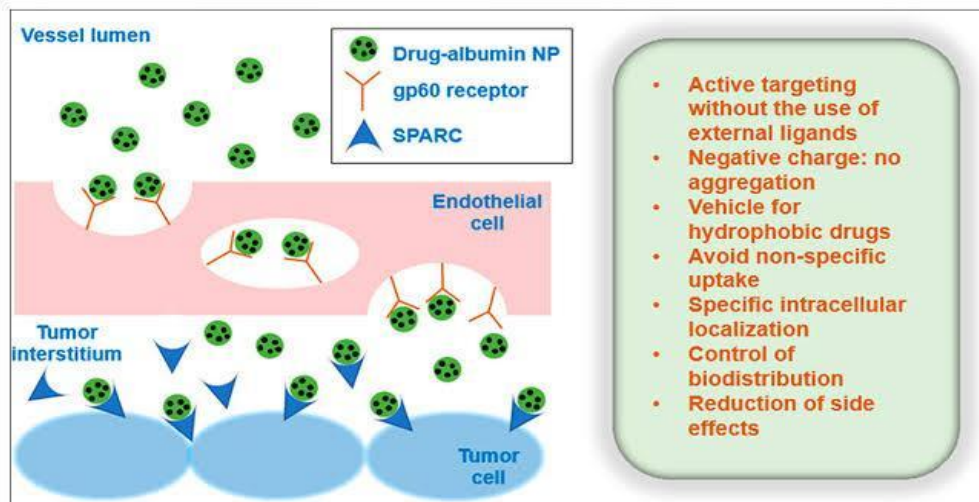 Vessel lumen
Drug-albumin NP
gp60 receptor
SPARC
Endothelial
cell
Tumor
interstitium
Tumor
cell
• Active targeting
without the use of
external ligands
• Negative charge: no
aggregation
• Vehicle for
hydrophobic drugs
• Avoid non-specific
uptake
• Specific intracellular
localization
• Control of
biodistribution
• Reduction of side
effects